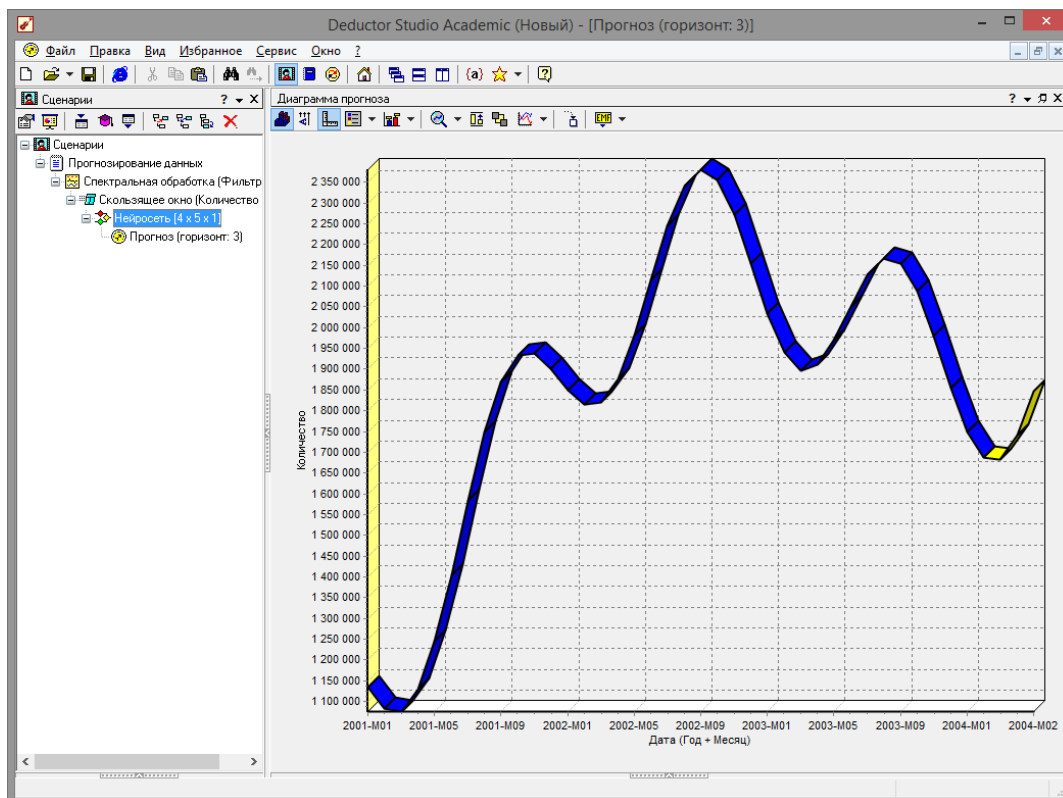 Deductor Studio Academic (Новый) - [Прогноз (горизонт: 3)]
Файл Правка Вид Избранное Сервис Окно ?
Сценарии
Сценарии
Прогнозирование данных
Спектральная обработка (Фильтр
Скользящее окно (Количество
Нейросеть [4 x 5 x 1]
Прогноз (горизонт: 3)
Диаграмма прогноза
EMF
Количество
2 350 000
2 300 000
2 250 000
2 200 000
2 150 000
2 100 000
2 050 000
2 000 000
1 950 000
1 900 000
1 850 000
1 800 000
1 750 000
1 700 000
1 650 000
1 600 000
1 550 000
1 500 000
1 450 000
1 400 000
1 350 000
1 300 000
1 250 000
1 200 000
1 150 000
1 100 000
2001-M01 2001-M05 2001-M09 2002-M01 2002-M05 2002-M09 2003-M01 2003-M05 2003-M09 2004-M01 2004-M02
Дата (Год + Месяц)